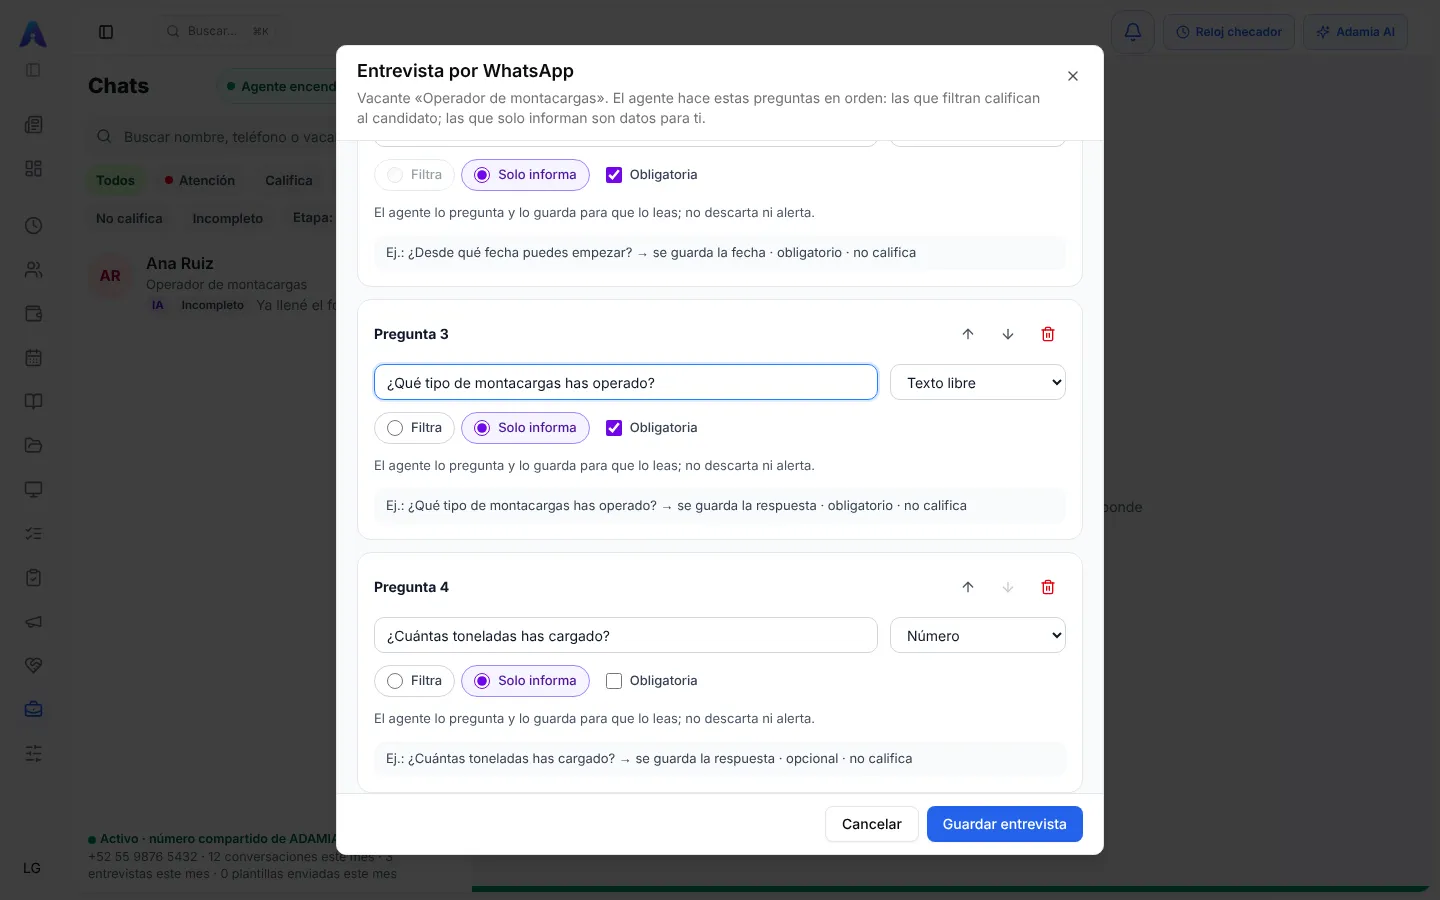 Buscar... ⌘K
Reloj checador
Adamia AI
Chats
Agente encend
Buscar nombre, teléfono o vaca
Todos
Atención
Califica
No califica
Incompleto
Etapa:
AR
Ana Ruiz
Operador de montacargas
IA Incompleto Ya llené el fo
Entrevista por WhatsApp
Vacante «Operador de montacargas». El agente hace estas preguntas en orden: las que filtran califican
al candidato; las que solo informan son datos para ti.
Filtra
Solo informa
Obligatoria
El agente lo pregunta y lo guarda para que lo leas; no descarta ni alerta.
Ej.: ¿Desde qué fecha puedes empezar? → se guarda la fecha · obligatorio · no califica
Pregunta 3
¿Qué tipo de montacargas has operado?
Texto libre
Filtra
Solo informa
Obligatoria
El agente lo pregunta y lo guarda para que lo leas; no descarta ni alerta.
Ej.: ¿Qué tipo de montacargas has operado? → se guarda la respuesta · obligatorio · no califica
Pregunta 4
¿Cuántas toneladas has cargado?
Número
Filtra
Solo informa
Obligatoria
El agente lo pregunta y lo guarda para que lo leas; no descarta ni alerta.
Ej.: ¿Cuántas toneladas has cargado? → se guarda la respuesta · opcional · no califica
Cancelar
Guardar entrevista
ponde
Activo · número compartido de ADAMIA
+52 55 9876 5432 · 12 conversaciones este mes · 3
entrevistas este mes · 0 plantillas enviadas este mes
LG